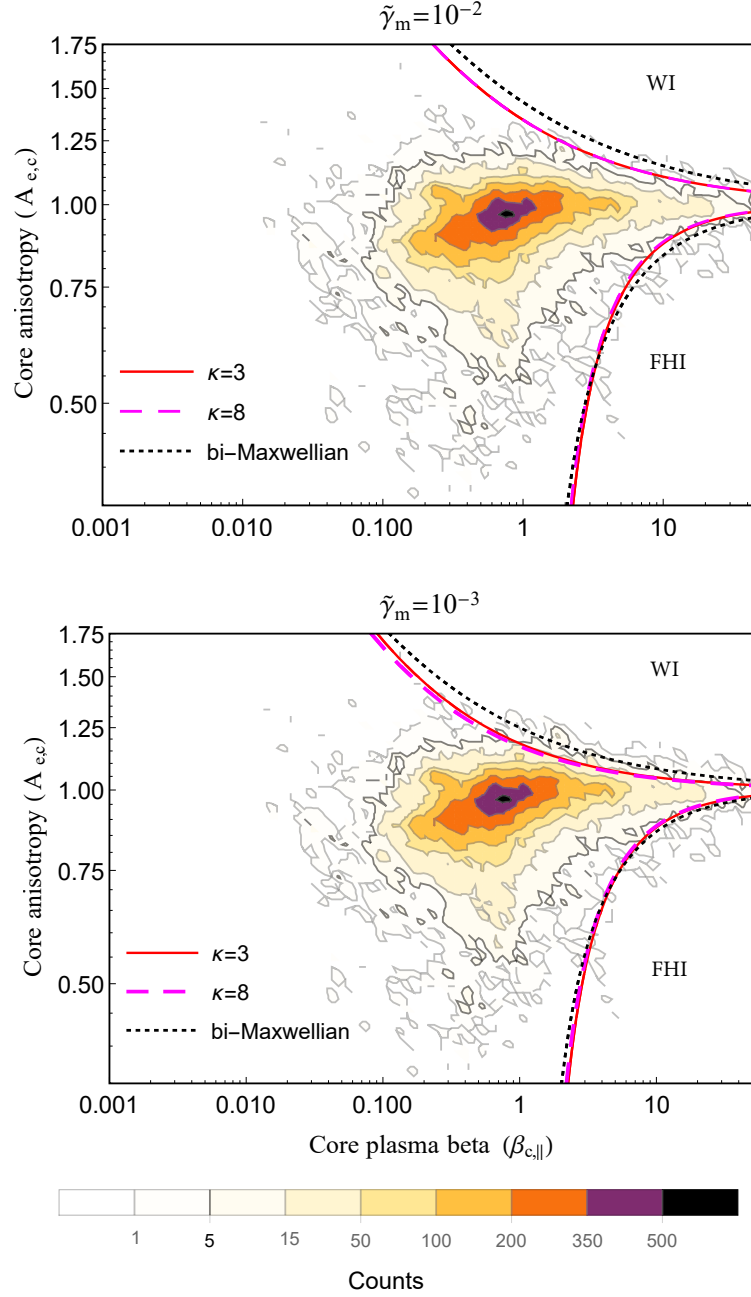 γ̃ₘ=10⁻²
1.75
1.50
1.25
1.00
0.75
0.50
Core anisotropy ( A e,c)
WI
FHI
κ=3
κ=8
bi−Maxwellian
0.001
0.010
0.100
1
10
γ̃ₘ=10⁻³
1.75
1.50
1.25
1.00
0.75
0.50
Core anisotropy ( A e,c)
WI
FHI
κ=3
κ=8
bi−Maxwellian
0.001
0.010
0.100
1
10
Core plasma beta (βc,||)
1
5
15
50
100
200
350
500
Counts